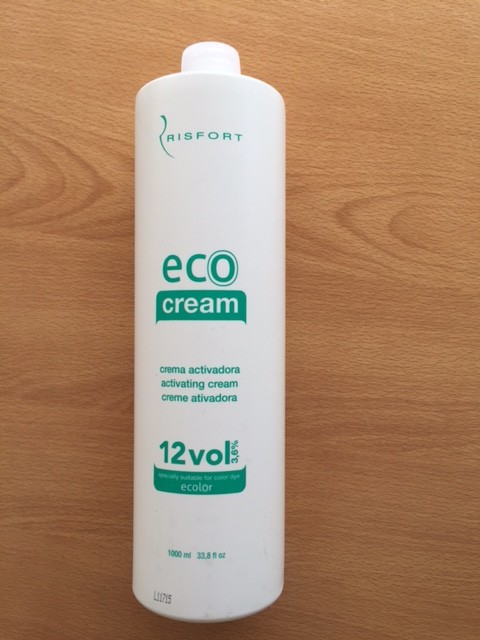 RISFORT
eco
cream
crema activadora
activating cream
creme ativadora
12vol 3,6%
specially suitable for color dye
ecolor
1000 ml 33,8 fl oz
L11715